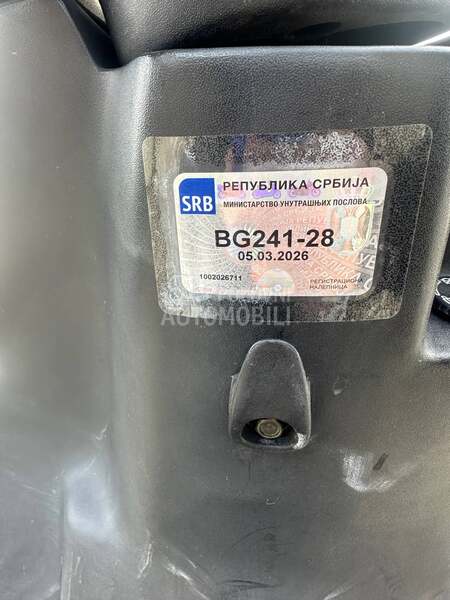 SRB
РЕПУБЛИКА СРБИЈА
МИНИСТАРСТВО УНУТРАШЊИХ ПОСЛОВА
BG241-28
05.03.2026
1002026711
РЕГИСТРАЦИОНА
НАЛЕПНИЦА
AUTOMOBILI